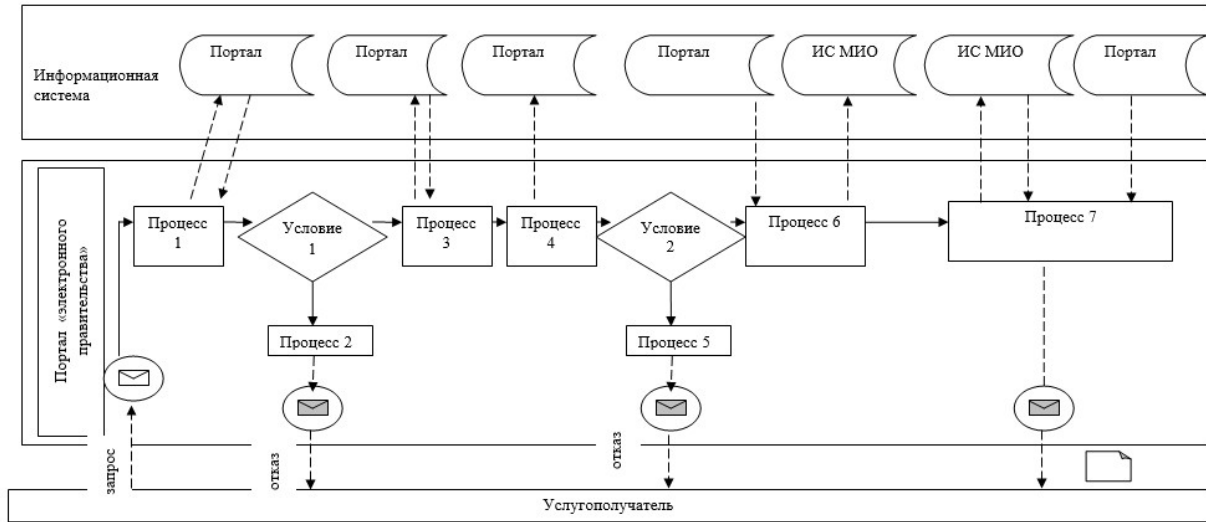 Портал
Портал
Портал
Портал
ИС МИО
ИС МИО
Портал
Информационная
система
Портал «электронного
правительства»
Процесс
1
Условие
1
Процесс
3
Процесс
4
Условие
2
Процесс 6
Процесс 7
Процесс 2
Процесс 5
запрос
отказ
отказ
Услугополучатель